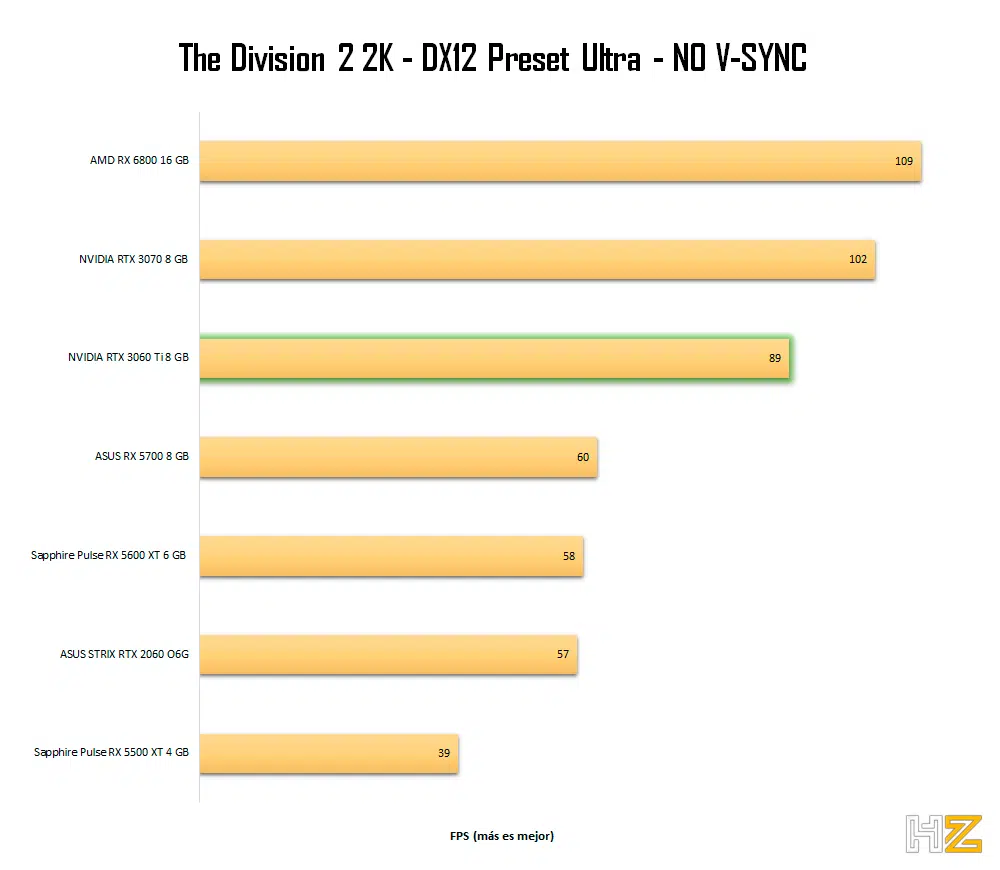 The Division 2 2K - DX12 Preset Ultra - NO V-SYNC
AMD RX 6800 16 GB 109
NVIDIA RTX 3070 8 GB 102
NVIDIA RTX 3060 Ti 8 GB 89
ASUS RX 5700 8 GB 60
Sapphire Pulse RX 5600 XT 6 GB 58
ASUS STRIX RTX 2060 O6G 57
Sapphire Pulse RX 5500 XT 4 GB 39
FPS (más es mejor)
HZ